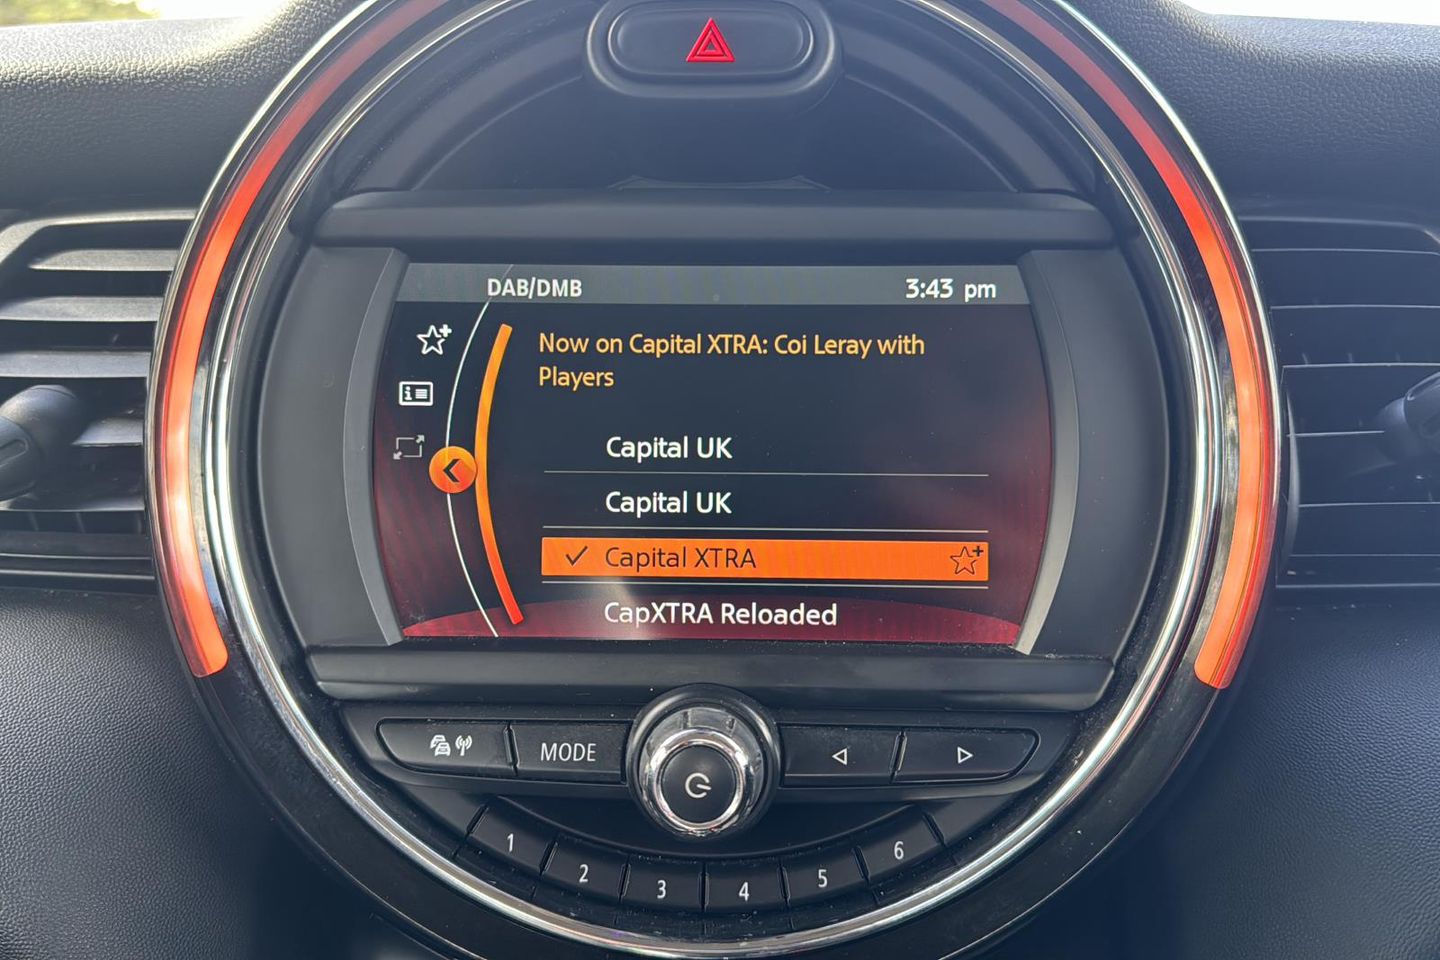 DAB/DMB 3:43 pm
Now on Capital XTRA: Coi Leray with
Players
Capital UK
Capital UK
Capital XTRA
CapXTRA Reloaded
MODE
1 2 3 4 5 6